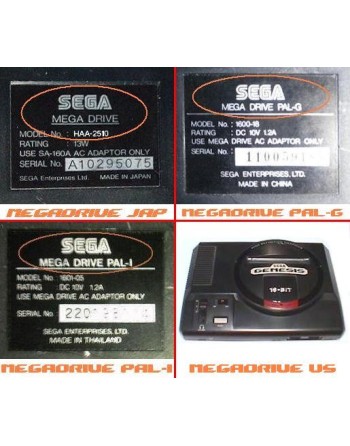 SEGA
MEGA DRIVE
MODEL No : HAA-2510
RATING : 13W
USE SA-160A AC ADAPTOR ONLY
SERIAL No. A10295075
SEGA Enterprises Ltd. MADE IN JAPAN
MEGADRIVE JAP
SEGA
MEGA DRIVE PAL-G
MODEL No. : 1600-18
RATING : DC 10V 1.2A
USE MEGA DRIVE AC ADAPTOR ONLY
SERIAL No.
SEGA ENTERPRISES, LTD.
MADE IN CHINA
MEGADRIVE PAL-G
SEGA
MEGA DRIVE PAL-I
MODEL No : 1601-05
RATING : DC 10V 1.2A
USE MEGA DRIVE AC ADAPTOR ONLY
SERIAL No
SEGA ENTERPRISES, LTD.
MADE IN THAILAND
MEGADRIVE PAL-I
GENESIS
16-BIT
MEGADRIVE US